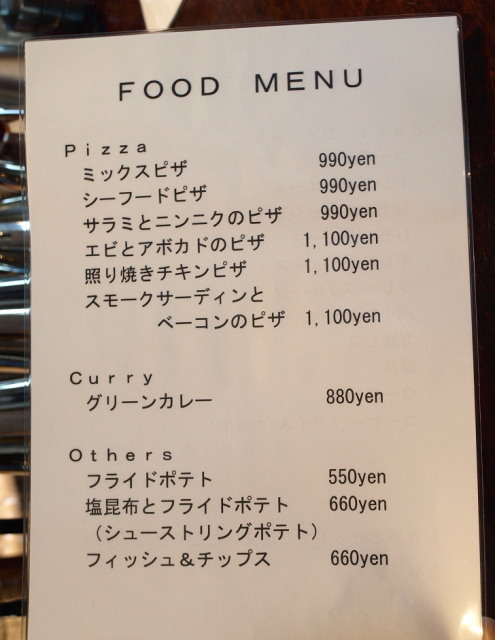 FOOD MENU
Pizza
ミックスピザ 990yen
シーフードピザ 990yen
サラミとニンニクのピザ 990yen
エビとアボカドのピザ 1,100yen
照り焼きチキンピザ 1,100yen
スモークサーディンと
ベーコンのピザ 1,100yen
Curry
グリーンカレー 880yen
Others
フライドポテト 550yen
塩昆布とフライドポテト 660yen
（シューストリングポテト）
フィッシュ＆チップス 660yen